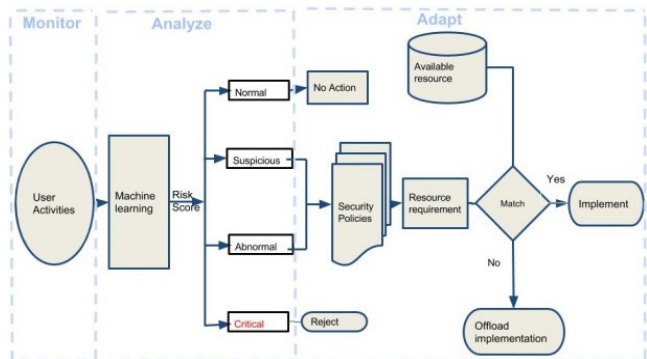 Monitor
Analyze
Adapt
Available
resource
Normal
No Action
Suspicious
User
Activities
Machine
learning
Risk
Score
Security
Policies
Resource
requirement
Match
Yes
Implement
Abnormal
No
Critical
Reject
Offload
implementation